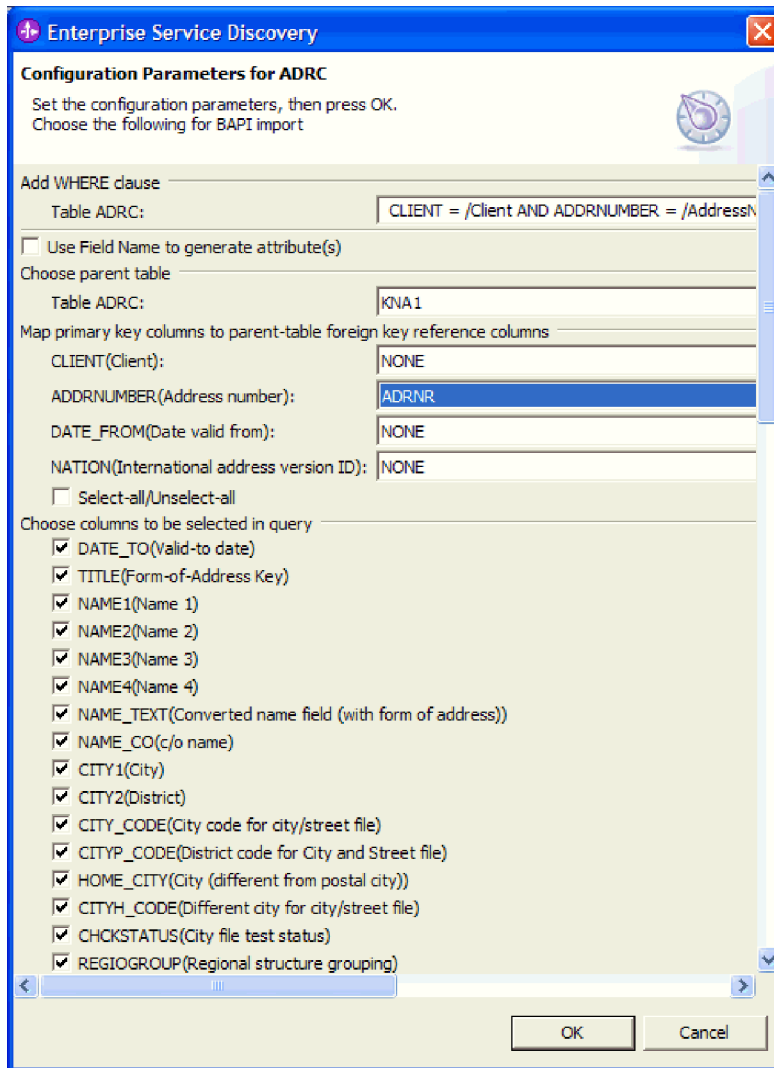 Enterprise Service Discovery
Configuration Parameters for ADRC
Set the configuration parameters, then press OK.
Choose the following for BAPI import
Add WHERE clause
Table ADRC: CLIENT = /Client AND ADDRNUMBER = /AddressN
Use Field Name to generate attribute(s)
Choose parent table
Table ADRC: KNA1
Map primary key columns to parent-table foreign key reference columns
CLIENT(Client): NONE
ADDRNUMBER(Address number): ADRNR
DATE_FROM(Date valid from): NONE
NATION(International address version ID): NONE
Select-all/Unselect-all
Choose columns to be selected in query
DATE_TO(Valid-to date)
TITLE(Form-of-Address Key)
NAME1(Name 1)
NAME2(Name 2)
NAME3(Name 3)
NAME4(Name 4)
NAME_TEXT(Converted name field (with form of address))
NAME_CO(c/o name)
CITY1(City)
CITY2(District)
CITY_CODE(City code for city/street file)
CITYP_CODE(District code for City and Street file)
HOME_CITY(City (different from postal city))
CITYH_CODE(Different city for city/street file)
CHCKSTATUS(City file test status)
REGIOGROUP(Regional structure grouping)
OK Cancel